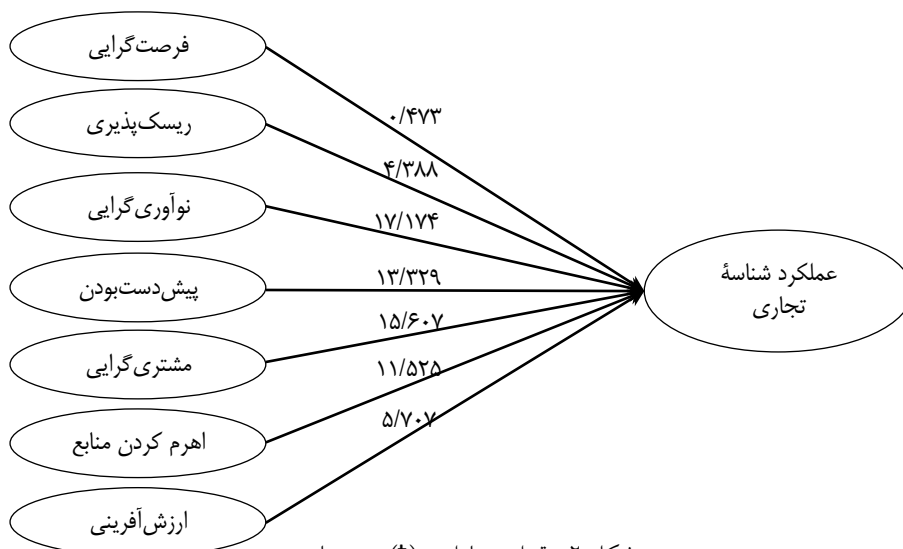 فرصت‌گرایی
۰/۴۷۳
ریسک‌پذیری
۴/۳۸۸
نوآوری‌گرایی
۱۷/۱۷۴
عملکرد شناسهٔ
تجاری
پیش‌دست‌بودن
۱۳/۳۲۹
مشتری‌گرایی
۱۵/۶۰۷
اهرم کردن منابع
۱۱/۵۲۵
ارزش‌آفرینی
۵/۷۰۷
(t)